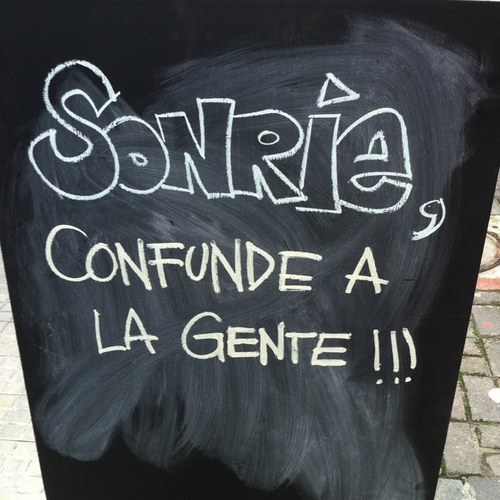 SONRíe,
CONFUNDE A
LA GENTE !!!